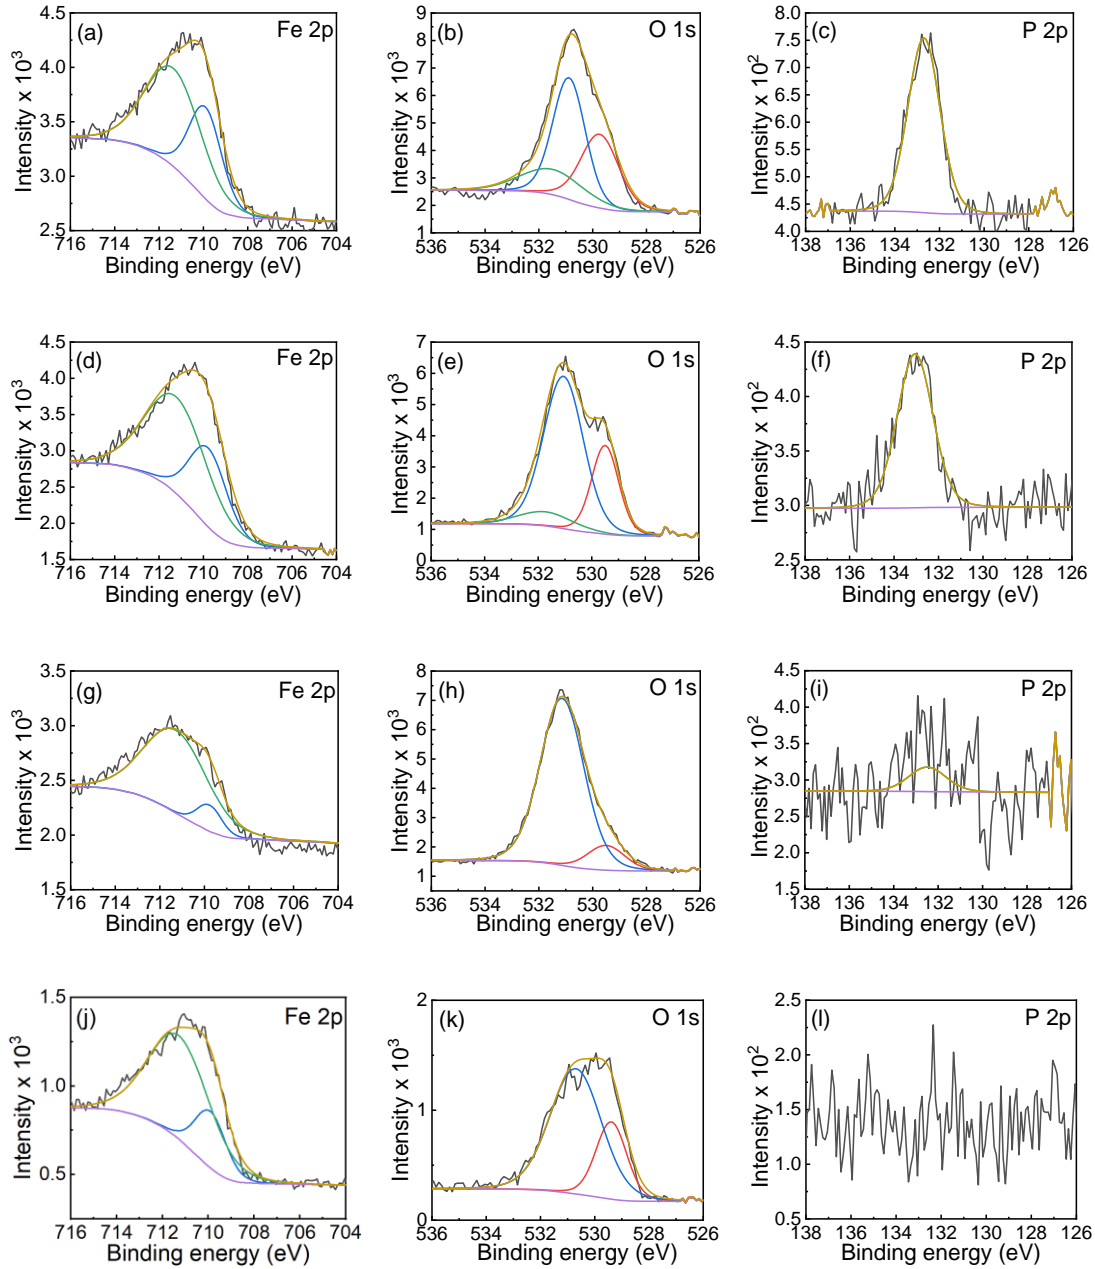 (a) Fe 2p
4.5
4.0
3.5
3.0
2.5
Intensity x 10³
716 714 712 710 708 706 704
Binding energy (eV)
(b) O 1s
9
8
7
6
5
4
3
2
1
Intensity x 10³
536 534 532 530 528 526
Binding energy (eV)
(c) P 2p
8.0
7.5
5.0
4.5
4.0
Intensity x 10²
138 136 134 132 130 128 126
Binding energy (eV)
(d) Fe 2p
4.5
4.0
3.5
3.0
2.5
2.0
1.5
Intensity x 10³
716 714 712 710 708 706 704
Binding energy (eV)
(e) O 1s
7
6
5
4
3
2
1
0
Intensity x 10³
536 534 532 530 528 526
Binding energy (eV)
(f) P 2p
4.5
4.0
3.5
3.0
2.5
Intensity x 10²
138 136 134 132 130 128 126
Binding energy (eV)
(g) Fe 2p
3.5
3.0
2.5
2.0
1.5
Intensity x 10³
716 714 712 710 708 706 704
Binding energy (eV)
(h) O 1s
8
7
6
5
4
3
2
1
Intensity x 10³
536 534 532 530 528 526
Binding energy (eV)
(i) P 2p
4.5
4.0
3.5
3.0
2.5
2.0
1.5
Intensity x 10²
138 136 134 132 130 128 126
Binding energy (eV)
(j) Fe 2p
1.5
1.0
0.5
Intensity x 10³
716 714 712 710 708 706 704
Binding energy (eV)
(k) O 1s
2
1
0
Intensity x 10³
536 534 532 530 528 526
Binding energy (eV)
(l) P 2p
2.5
2.0
1.5
1.0
0.5
Intensity x 10²
138 136 134 132 130 128 126
Binding energy (eV)